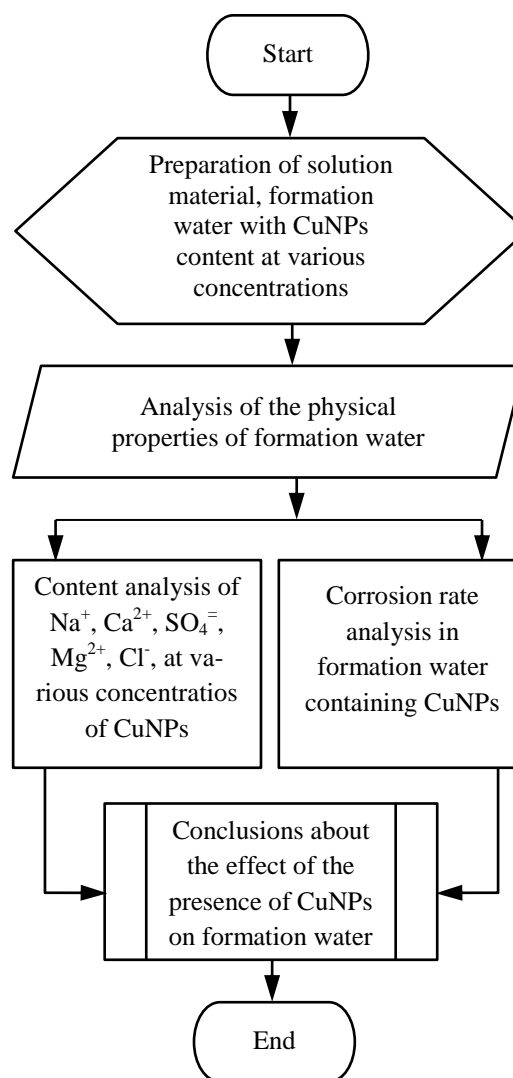 Start
Preparation of solution
material, formation
water with CuNPs
content at various
concentrations
Analysis of the physical
properties of formation water
Content analysis of
Na⁺, Ca²⁺, SO₄⁼,
Mg²⁺, Cl⁻, at va-
rious concentratios
of CuNPs
Corrosion rate
analysis in
formation water
containing CuNPs
Conclusions about
the effect of the
presence of CuNPs
on formation water
End